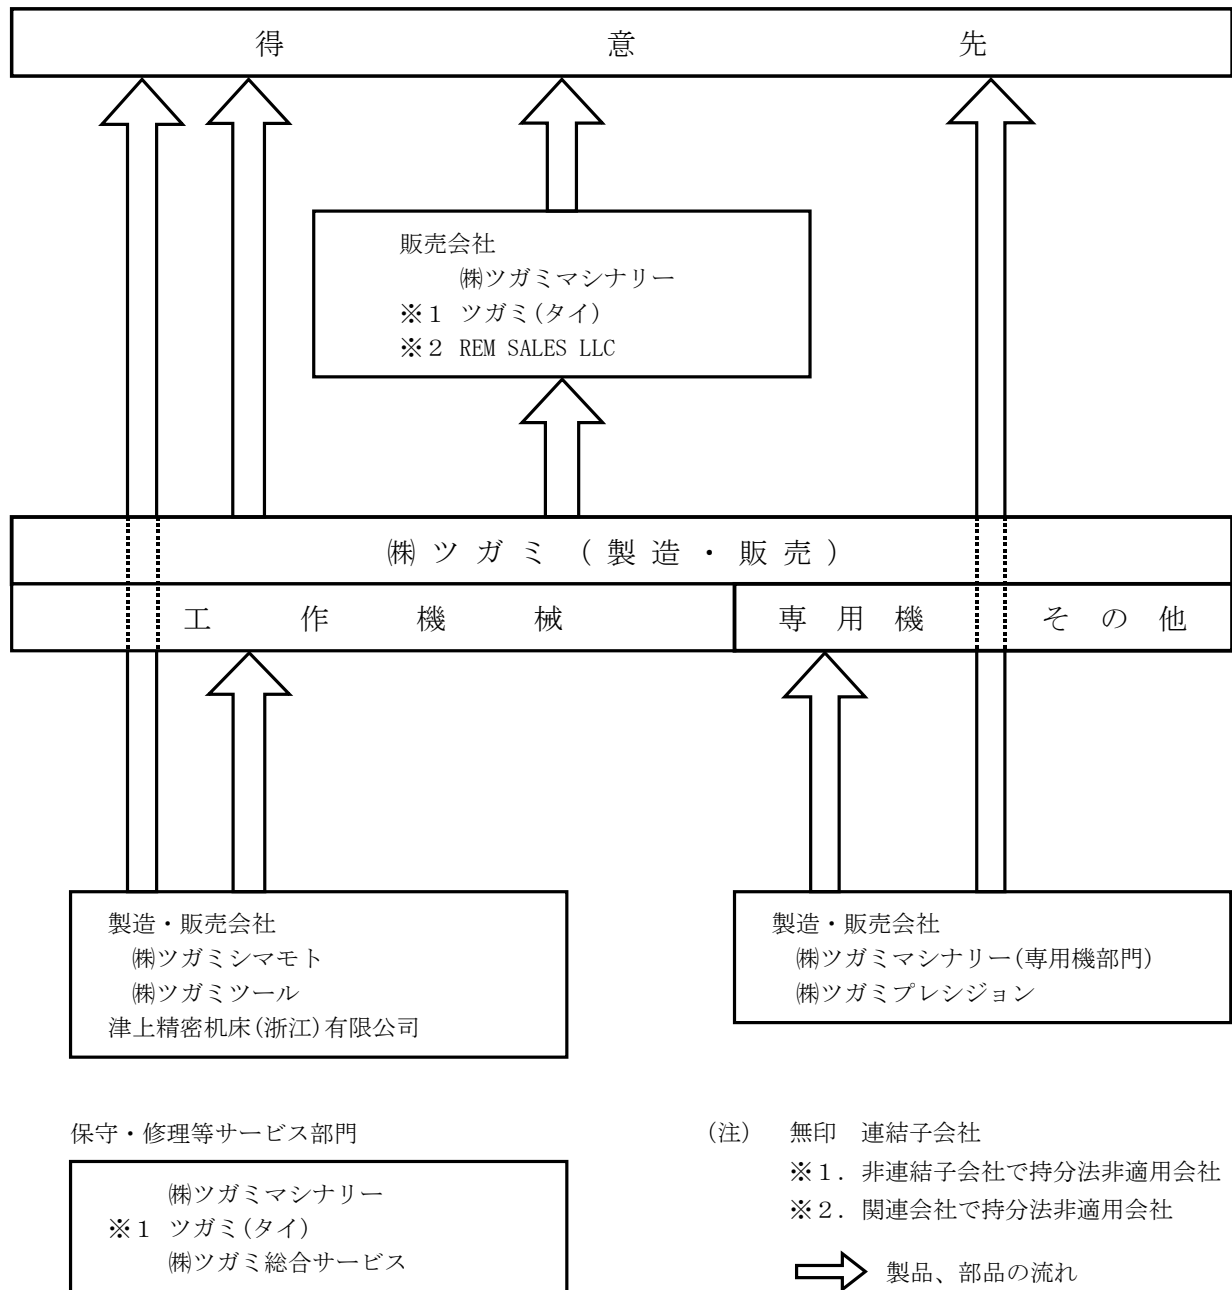 得意先
販売会社
㈱ツガミマシナリー
※１ ツガミ(タイ)
※２ REM SALES LLC
㈱ツガミ（製造・販売）
工作機械
専用機 その他
製造・販売会社
㈱ツガミシマモト
㈱ツガミツール
津上精密机床(浙江)有限公司
製造・販売会社
㈱ツガミマシナリー(専用機部門)
㈱ツガミプレシジョン
保守・修理等サービス部門
㈱ツガミマシナリー
※１ ツガミ(タイ)
㈱ツガミ総合サービス
（注） 無印 連結子会社
※１．非連結子会社で持分法非適用会社
※２．関連会社で持分法非適用会社
製品、部品の流れ